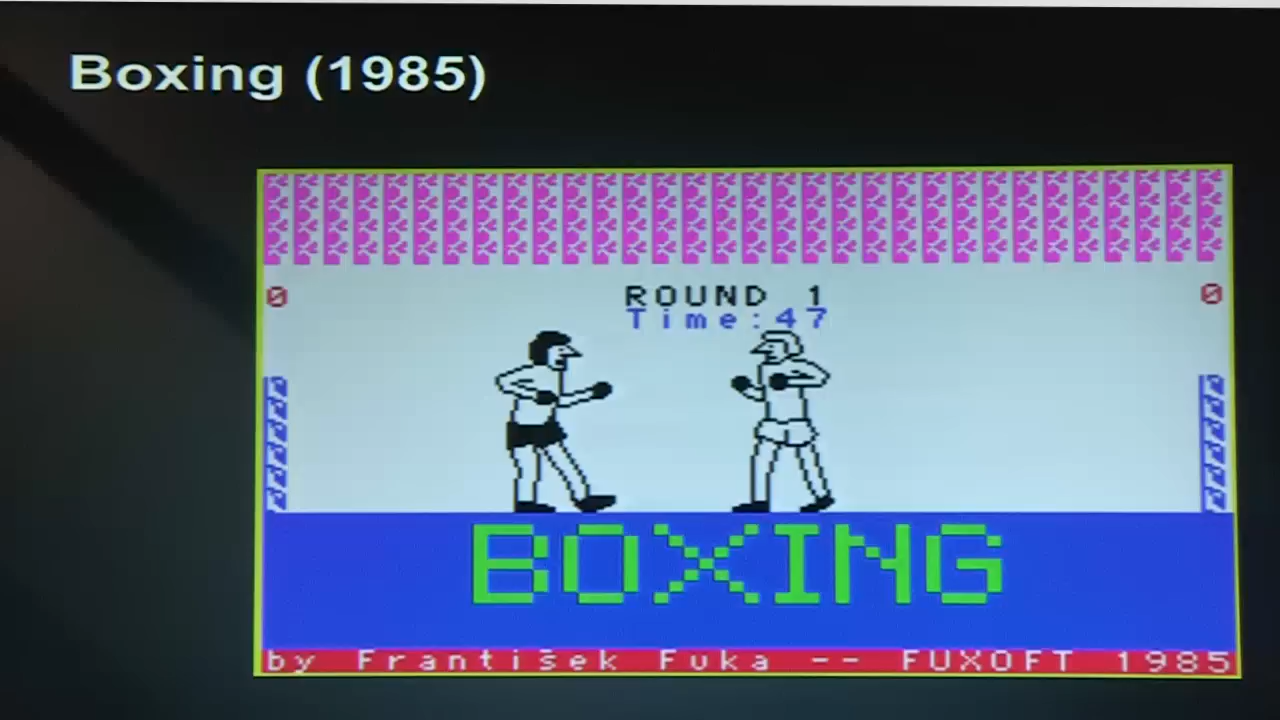 Boxing (1985)
0 ROUND 1 0
Time:47
BOXING
by František Fuka -- FUXOFT 1985